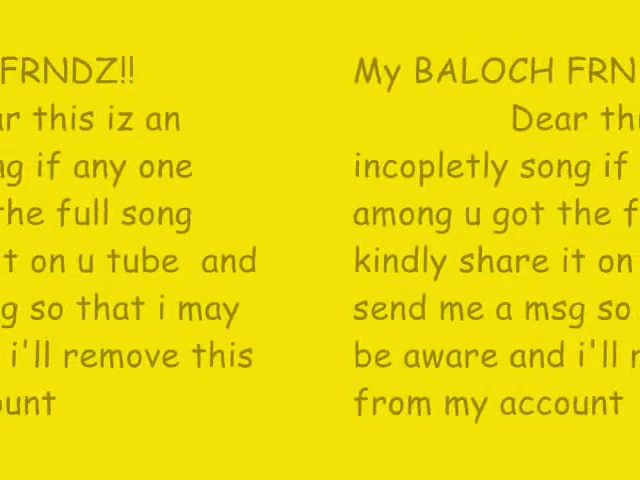 FRNDZ!!
ar this iz an
ng if any one
the full song
t on u tube and
g so that i may
i'll remove this
ount
My BALOCH FRN
Dear th
incopletly song if
among u got the f
kindly share it on
send me a msg so
be aware and i'll
from my account